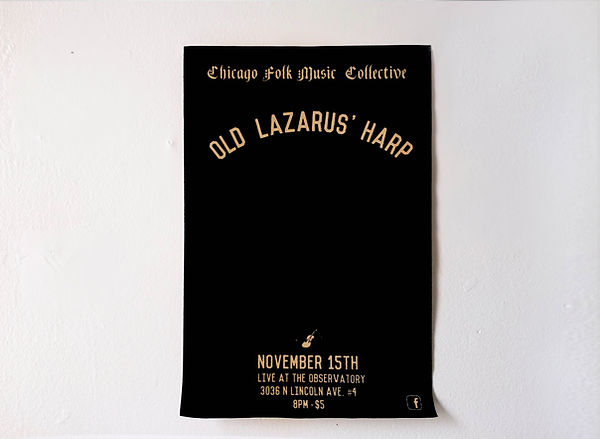 Chicago Folk Music Collective
OLD LAZARUS' HARP
NOVEMBER 15TH
LIVE AT THE OBSERVATORY
3036 N LINCOLN AVE. #4
8PM - $5
f